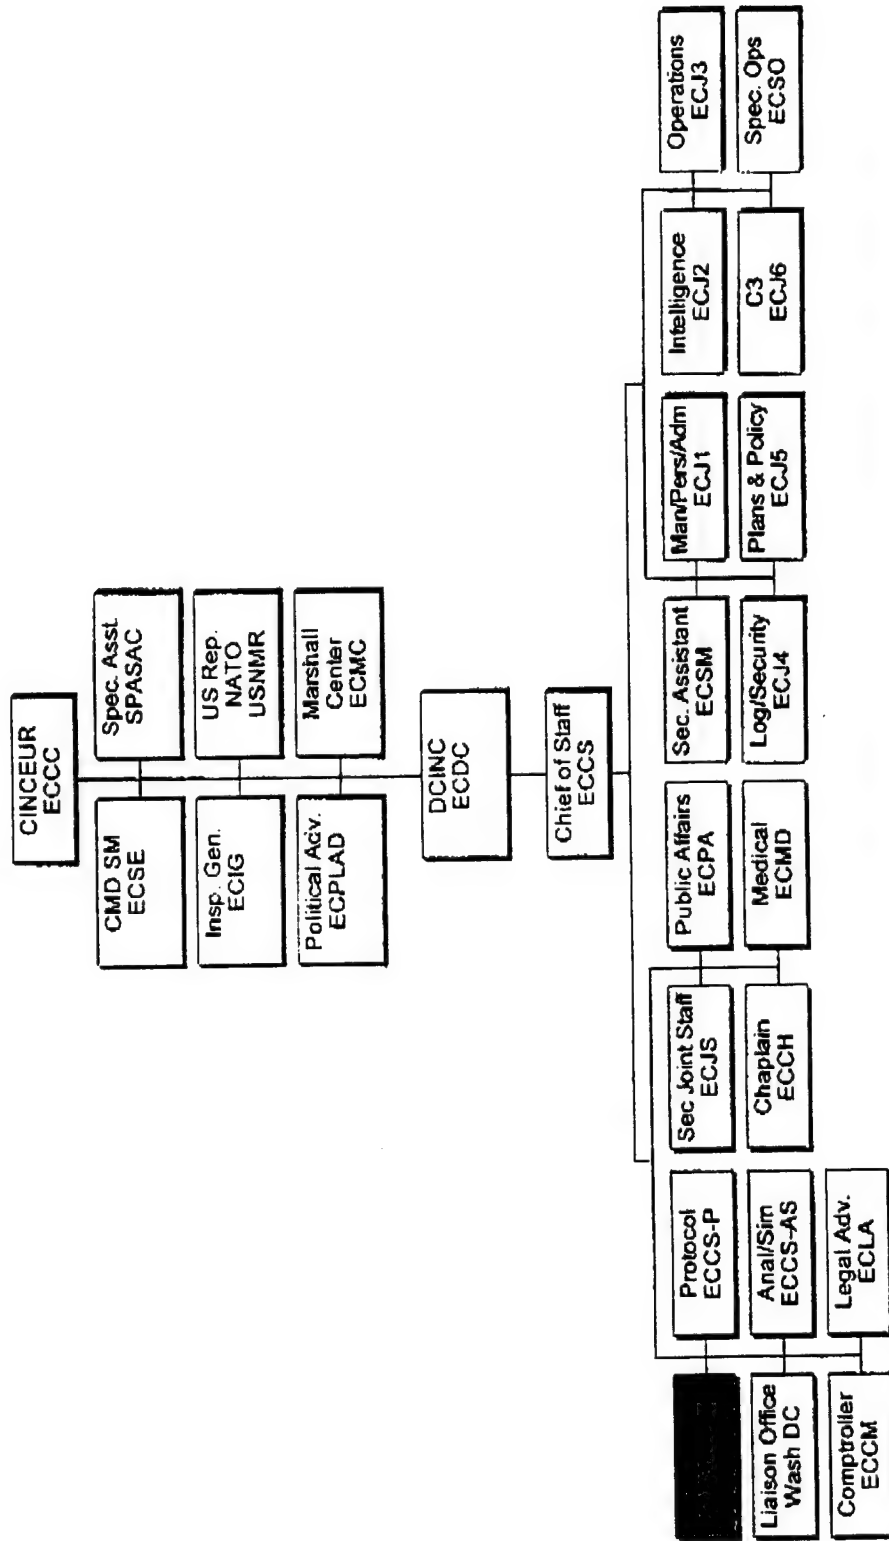 CINCEUR
ECCC
CMD SM
ECSE
Spec. Asst.
SPASAC
Insp. Gen.
ECIG
US Rep.
NATO
USNMR
Political Adv.
ECPLAD
Marshall
Center
ECMC
DCINC
ECDC
Chief of Staff
ECCS
Protocol
ECCS-P
Liaison Office
Wash DC
Anal/Sim
ECCS-AS
Comptroller
ECCM
Legal Adv.
ECLA
Sec Joint Staff
ECJS
Public Affairs
ECPA
Chaplain
ECCH
Medical
ECMD
Sec. Assistant
ECSM
Man/Pers/Adm
ECJ1
Log/Security
ECJ4
Plans & Policy
ECJ5
Intelligence
ECJ2
Operations
ECJ3
C3
ECJ6
Spec. Ops
ECSO